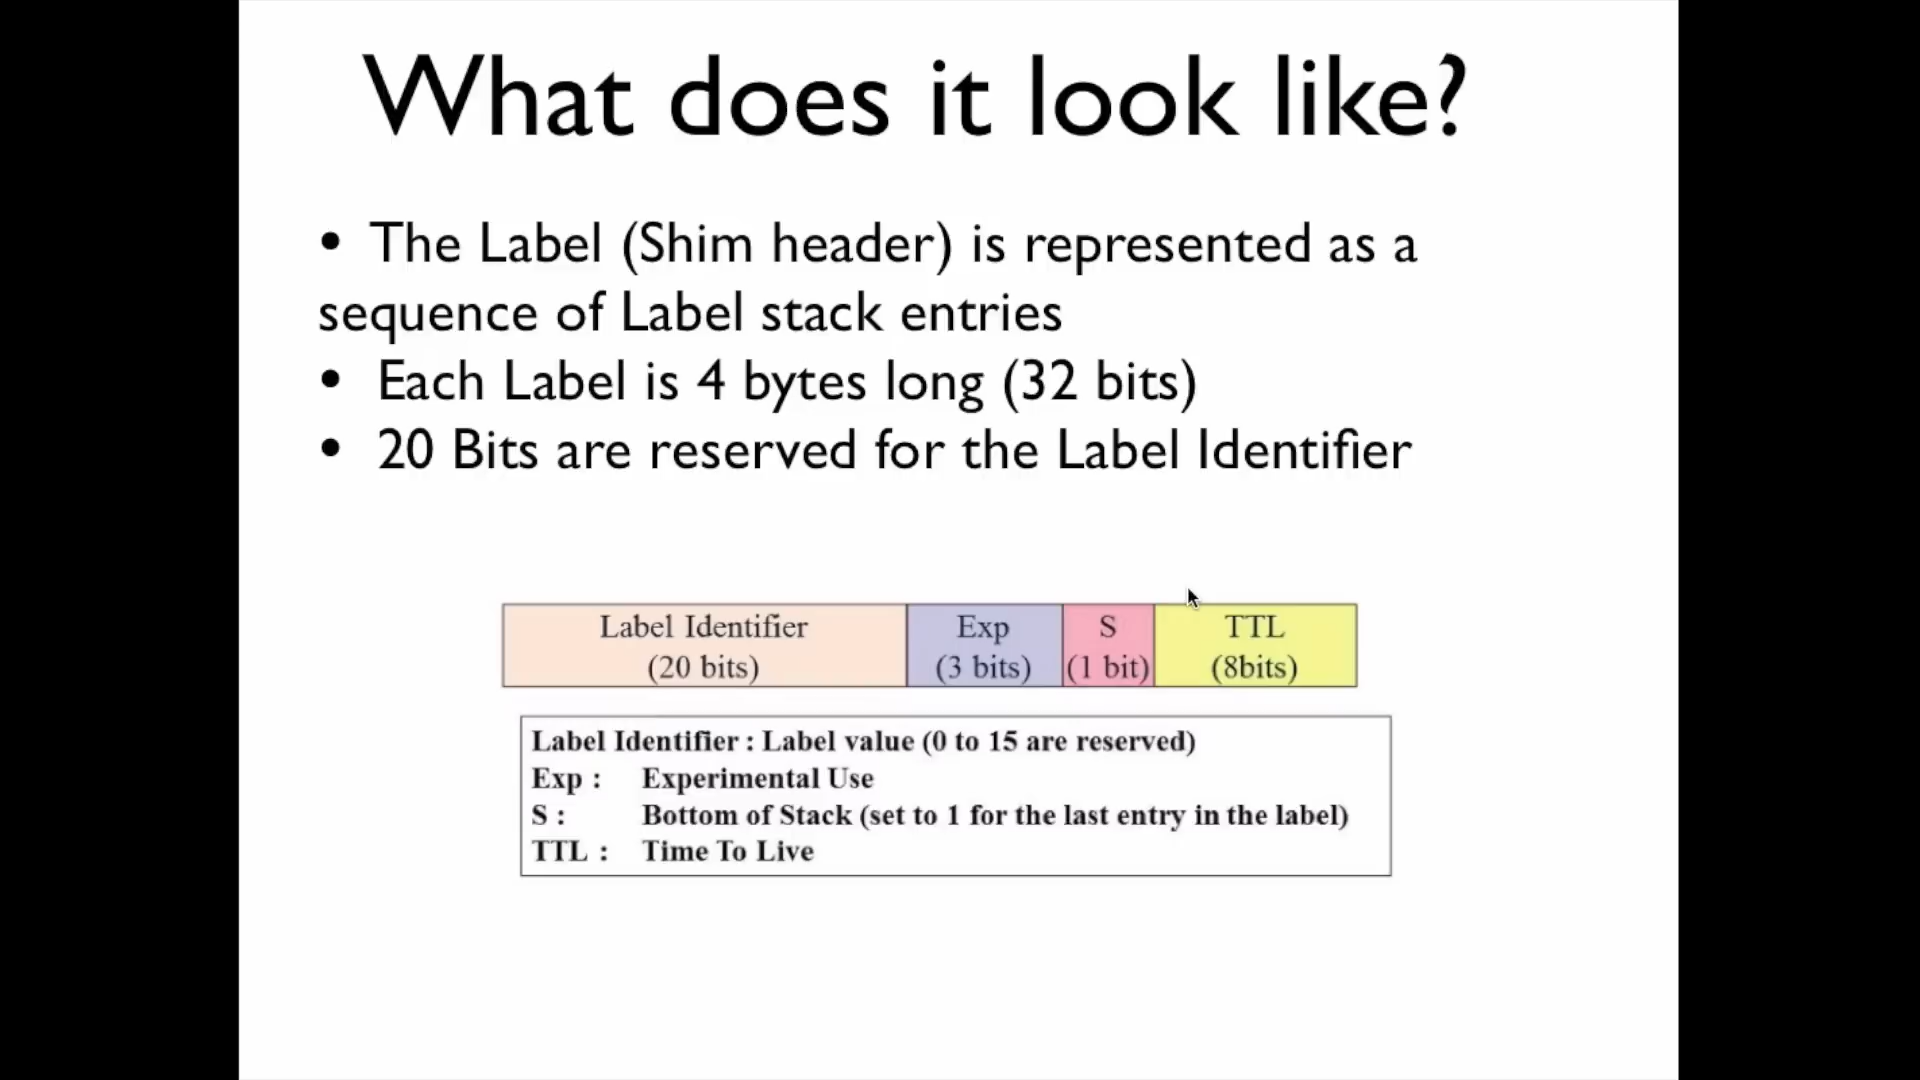 What does it look like?
• The Label (Shim header) is represented as a
sequence of Label stack entries
• Each Label is 4 bytes long (32 bits)
• 20 Bits are reserved for the Label Identifier
Label Identifier
(20 bits)
Exp
(3 bits)
S
(1 bit)
TTL
(8bits)
Label Identifier : Label value (0 to 15 are reserved)
Exp : Experimental Use
S : Bottom of Stack (set to 1 for the last entry in the label)
TTL : Time To Live